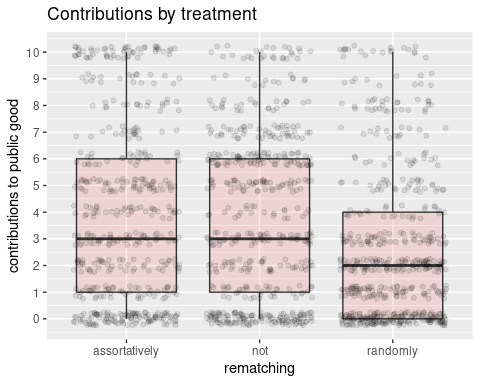 Contributions by treatment
contributions to public good
10
9
8
7
6
5
4
3
2
1
0
assortatively
not
randomly
rematching